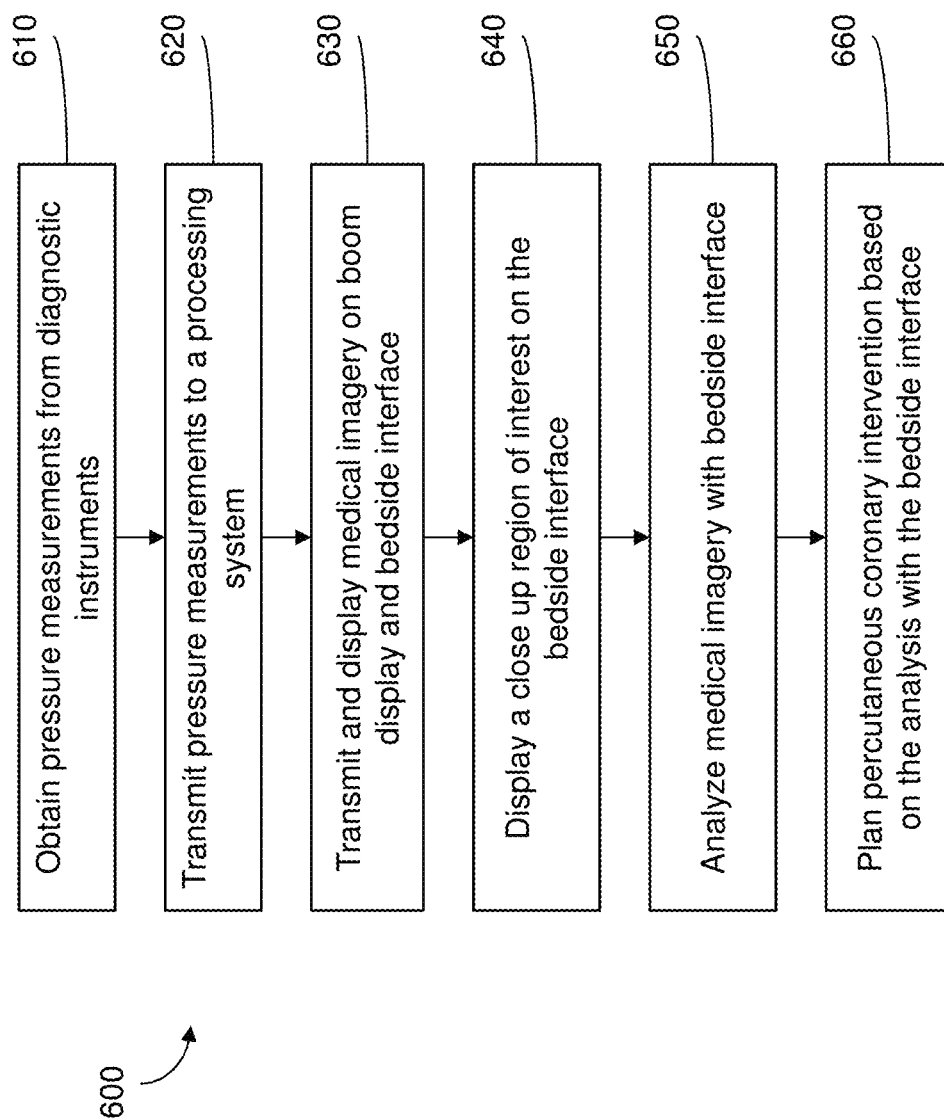 600
Obtain pressure measurements from diagnostic
instruments
610
Transmit pressure measurements to a processing
system
620
Transmit and display medical imagery on boom
display and bedside interface
630
Display a close up region of interest on the
bedside interface
640
Analyze medical imagery with bedside interface
650
Plan percutaneous coronary intervention based
on the analysis with the bedside interface
660